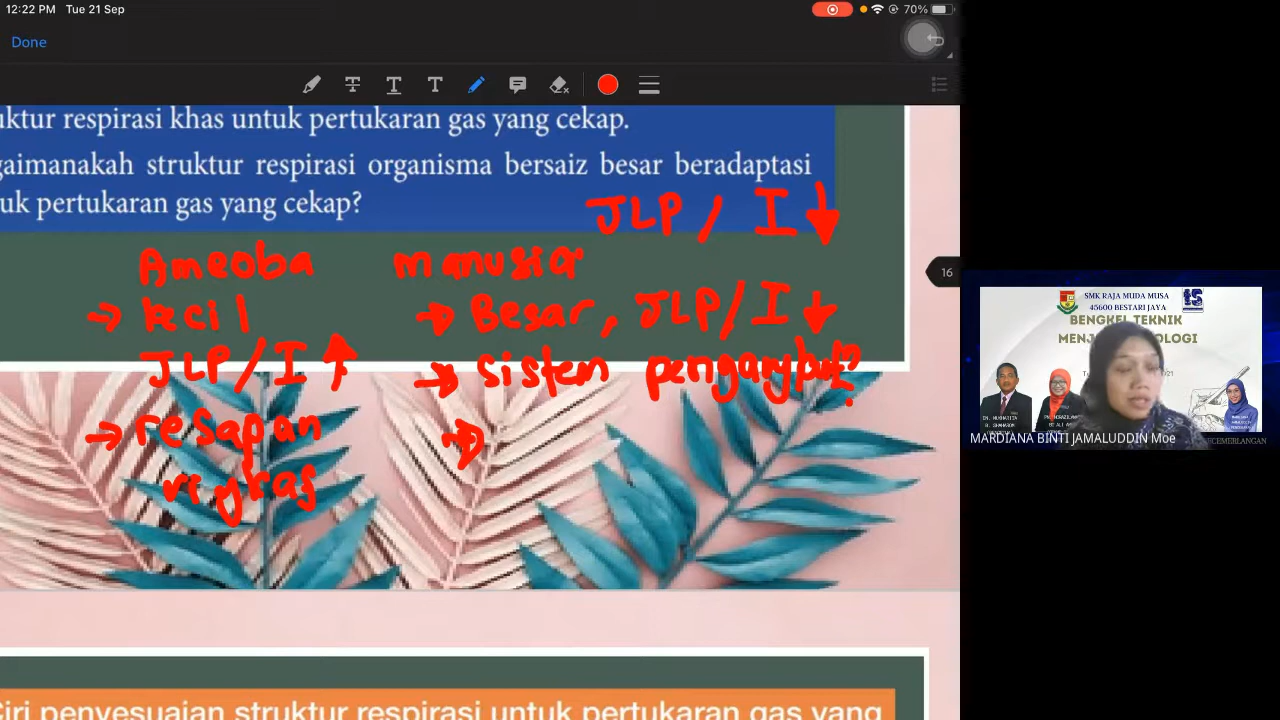 12:22 PM Tue 21 Sep
70%
Done
uktur respirasi khas untuk pertukaran gas yang cekap.
gaimanakah struktur respirasi organisma bersaiz besar beradaptasi
uk pertukaran gas yang cekap?
JLP / I ↓
Ameoba
manusia
→ kecil
→ Besar, JLP/I ↓
JLP/I ↑
→ sistem pengangkut?
→ resapan
→
ringkas
16
Ciri penyesuaian struktur respirasi untuk pertukaran gas yang
SMK RAJA MUDA MUSA
45600 BESTARI JAYA
BENGKEL TEKNIK
MARDIANA BINTI JAMALUDDIN Moe